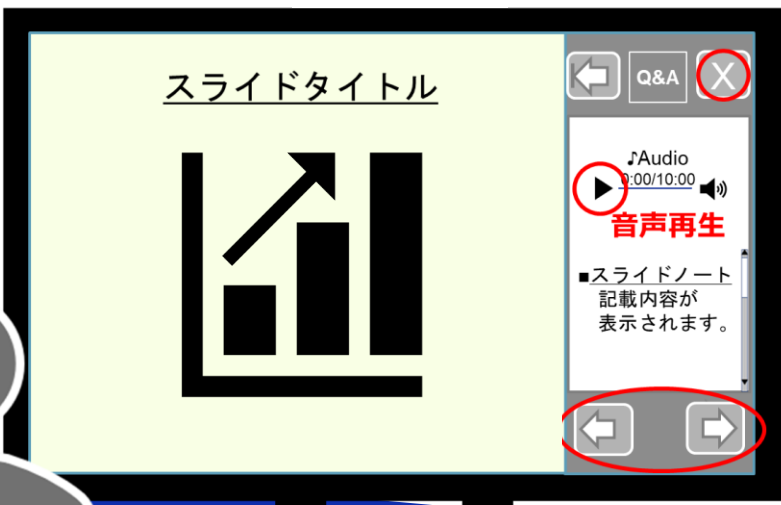 スライドタイトル
Q&A
X
♪Audio
0:00/10:00
音声再生
■スライドノート
記載内容が
表示されます。